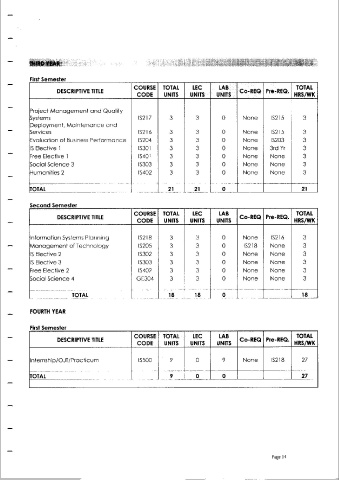 THIRD YEAR
First Semester
DESCRIPTIVE TITLE COURSE CODE TOTAL UNITS LEC UNITS LAB UNITS Co-REQ Pre-REQ. TOTAL HRS/WK
Project Management and Quality
Systems IS217 3 3 0 None IS215 3
Deployment, Maintenance and
Services IS216 3 3 0 None IS215 3
Evaluation of Business Performance IS204 3 3 0 None IS203 3
IS Elective 1 IS301 3 3 0 None 3rd Yr 3
Free Elective 1 IS401 3 3 0 None None 3
Social Science 3 IS303 3 3 0 None None 3
Humanities 2 IS402 3 3 0 None None 3
TOTAL 21 21 0 21
Second Semester
DESCRIPTIVE TITLE COURSE CODE TOTAL UNITS LEC UNITS LAB UNITS Co-REQ Pre-REQ. TOTAL HRS/WK
Information Systems Planning IS218 3 3 0 None IS216 3
Management of Technology IS205 3 3 0 IS218 None 3
IS Elective 2 IS302 3 3 0 None None 3
IS Elective 3 IS303 3 3 0 None None 3
Free Elective 2 IS402 3 3 0 None None 3
Social Science 4 GE304 3 3 0 None None 3
TOTAL 18 18 0 18
FOURTH YEAR
First Semester
DESCRIPTIVE TITLE COURSE CODE TOTAL UNITS LEC UNITS LAB UNITS Co-REQ Pre-REQ. TOTAL HRS/WK
Internship/OJT/Practicum IS500 9 0 9 None IS218 27
TOTAL 9 0 0 27